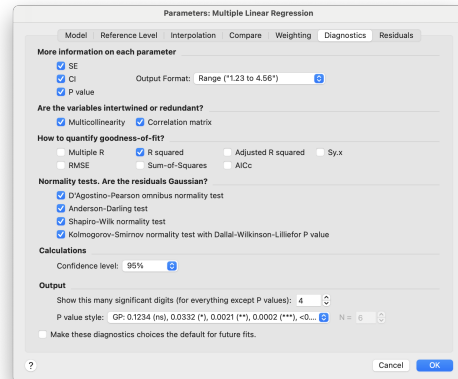 Parameters: Multiple Linear Regression
Model Reference Level Interpolation Compare Weighting Diagnostics Residuals
More information on each parameter
SE
CI Output Format: Range ("1.23 to 4.56")
P value
Are the variables intertwined or redundant?
Multicollinearity Correlation matrix
How to quantify goodness-of-fit?
Multiple R R squared Adjusted R squared Sy.x
RMSE Sum-of-Squares AICc
Normality tests. Are the residuals Gaussian?
D'Agostino-Pearson omnibus normality test
Anderson-Darling test
Shapiro-Wilk normality test
Kolmogorov-Smirnov normality test with Dallal-Wilkinson-Lilliefor P value
Calculations
Confidence level: 95%
Output
Show this many significant digits (for everything except P values): 4
P value style: GP: 0.1234 (ns), 0.0332 (*), 0.0021 (**), 0.0002 (***), <0.... N = 6
Make these diagnostics choices the default for future fits.
? Cancel OK